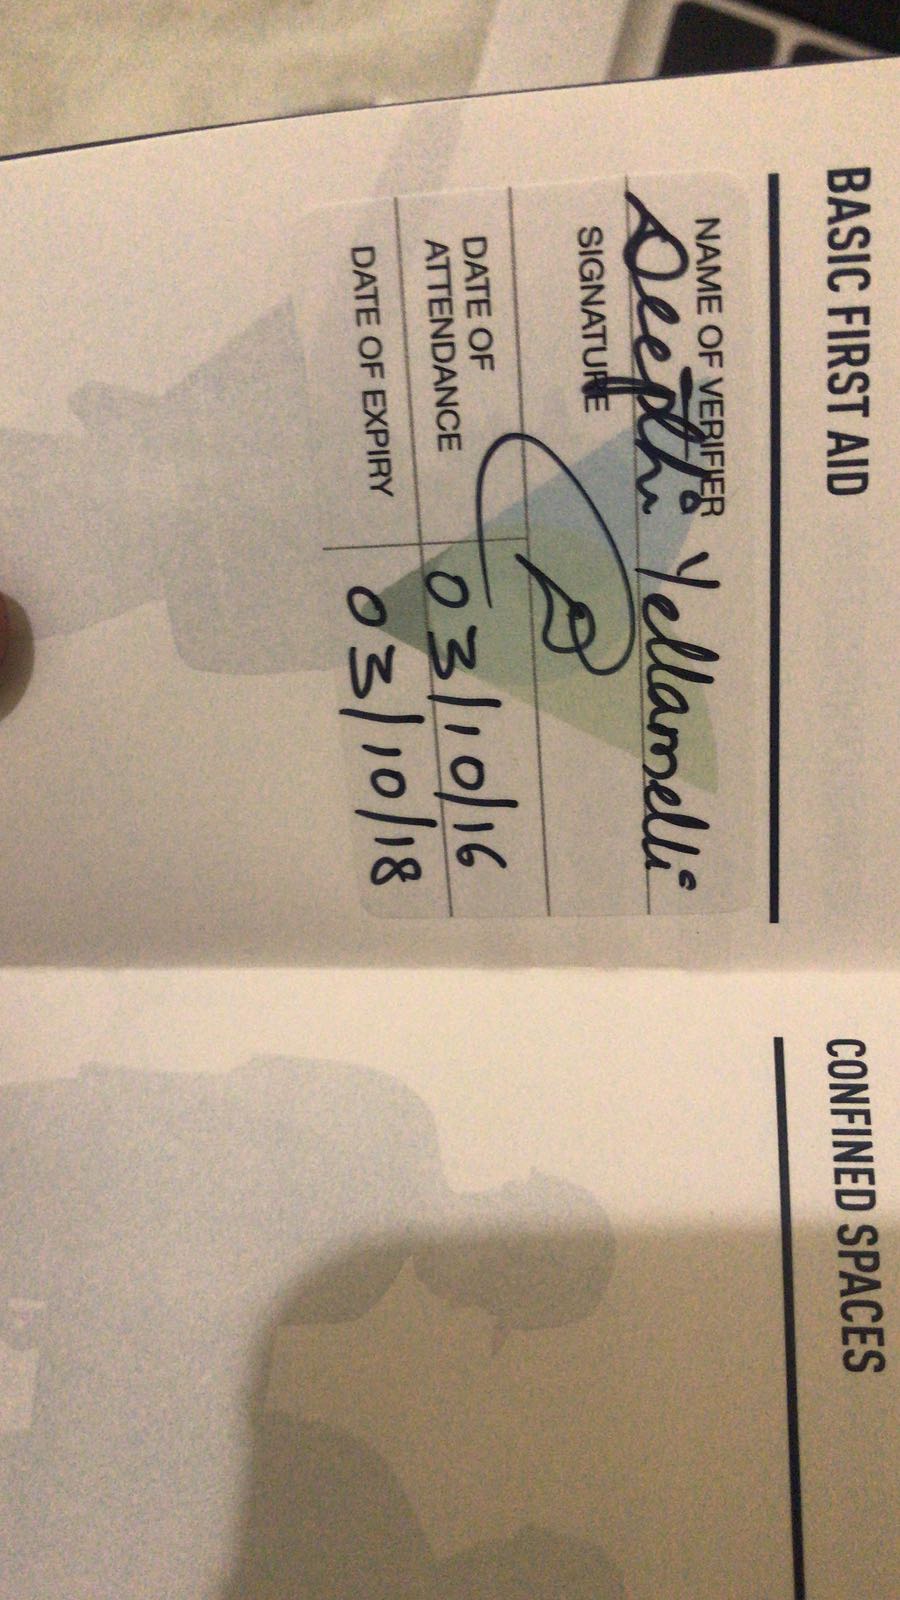 BASIC FIRST AID
NAME OF VERIFIER
Deepthi Yellamelli
SIGNATURE
DATE OF ATTENDANCE 03/10/16
DATE OF EXPIRY 03/10/18
CONFINED SPACES